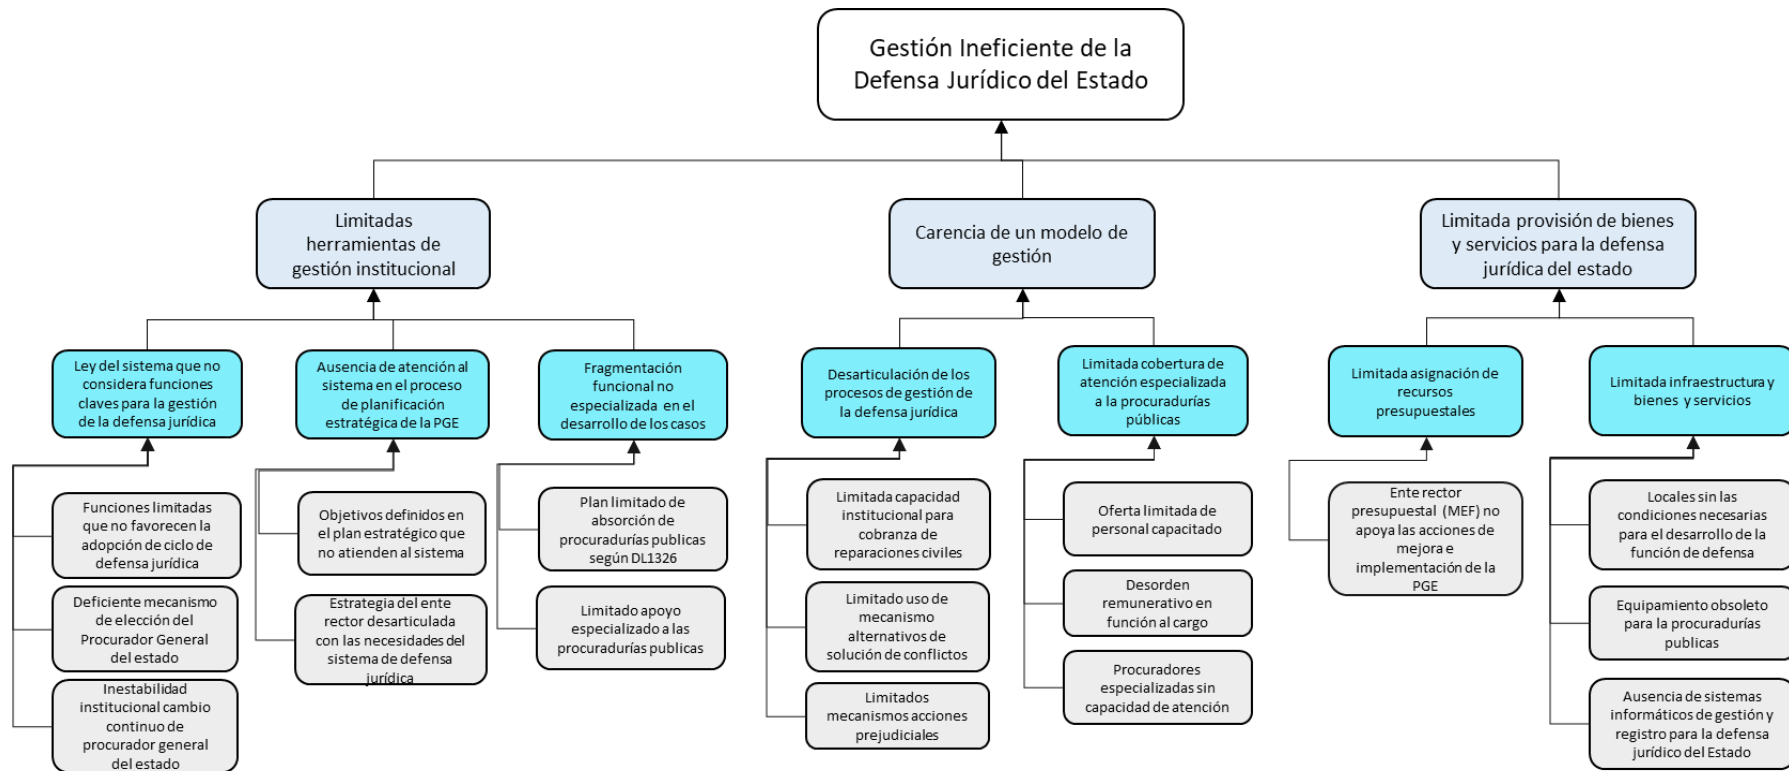 Gestión Ineficiente de la
Defensa Jurídico del Estado
Limitadas
herramientas de
gestión institucional
Carencia de un modelo de
gestión
Limitada provisión de bienes
y servicios para la defensa
jurídica del estado
Ley del sistema que no
considera funciones
claves para la gestión
de la defensa jurídica
Ausencia de atención al
sistema en el proceso
de planificación
estratégica de la PGE
Fragmentación
funcional no
especializada en el
desarrollo de los casos
Desarticulación de los
procesos de gestión de
la defensa jurídica
Limitada cobertura de
atención especializada
a la procuradurías
públicas
Limitada asignación de
recursos
presupuestales
Limitada infraestructura y
bienes y servicios
Funciones limitadas
que no favorecen la
adopción de ciclo de
defensa jurídica
Deficiente mecanismo
de elección del
Procurador General
del estado
Inestabilidad
institucional cambio
continuo de
procurador general
del estado
Objetivos definidos en
el plan estratégico que
no atienden al sistema
Estrategia del ente
rector desarticulada
con las necesidades del
sistema de defensa
jurídica
Plan limitado de
absorción de
procuradurías publicas
según DL1326
Limitado apoyo
especializado a las
procuradurías publicas
Limitada capacidad
institucional para
cobranza de
reparaciones civiles
Limitado uso de
mecanismo
alternativos de
solución de conflictos
Limitados
mecanismos acciones
prejudiciales
Oferta limitada de
personal capacitado
Desorden
remunerativo en
función al cargo
Procuradores
especializadas sin
capacidad de atención
Ente rector
presupuestal (MEF) no
apoya las acciones de
mejora e
implementación de la
PGE
Locales sin las
condiciones necesarias
para el desarrollo de la
función de defensa
Equipamiento obsoleto
para la procuradurías
publicas
Ausencia de sistemas
informáticos de gestión y
registro para la defensa
jurídico del Estado